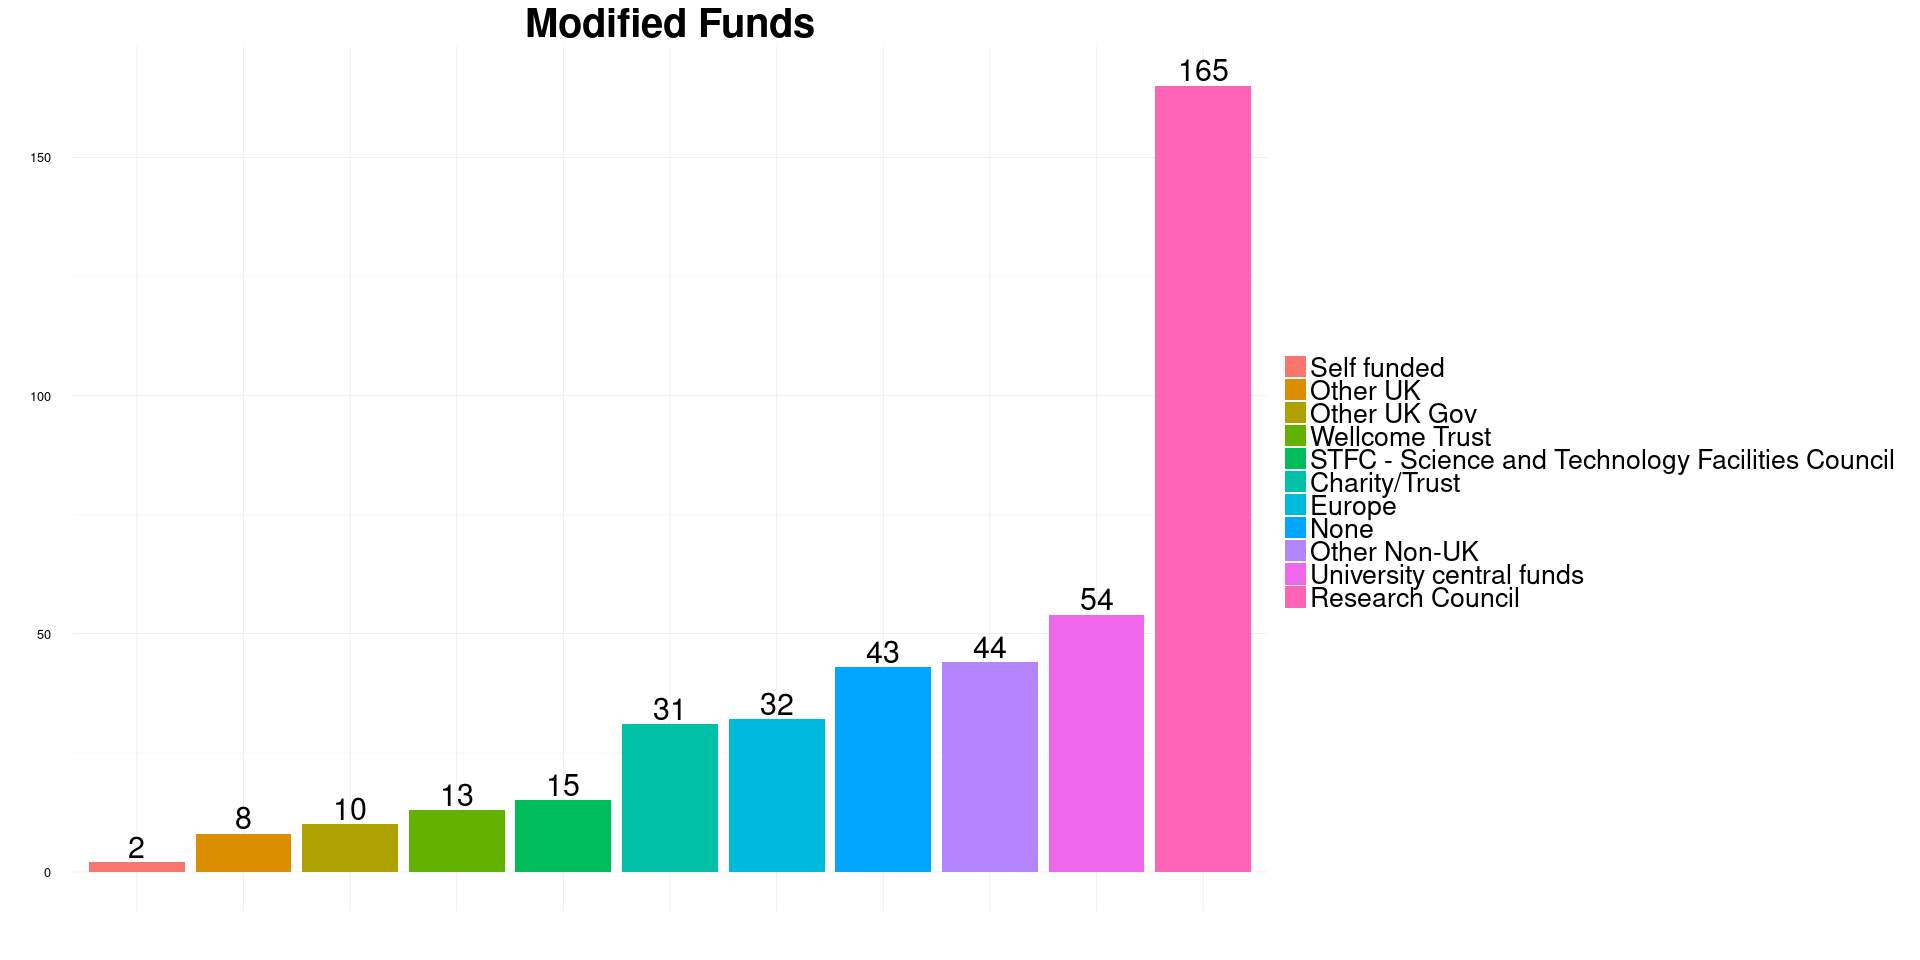 Modified Funds
165
150
100
54
50
43
44
31
32
15
13
10
8
2
0
Self funded
Other UK
Other UK Gov
Wellcome Trust
STFC - Science and Technology Facilities Council
Charity/Trust
Europe
None
Other Non-UK
University central funds
Research Council